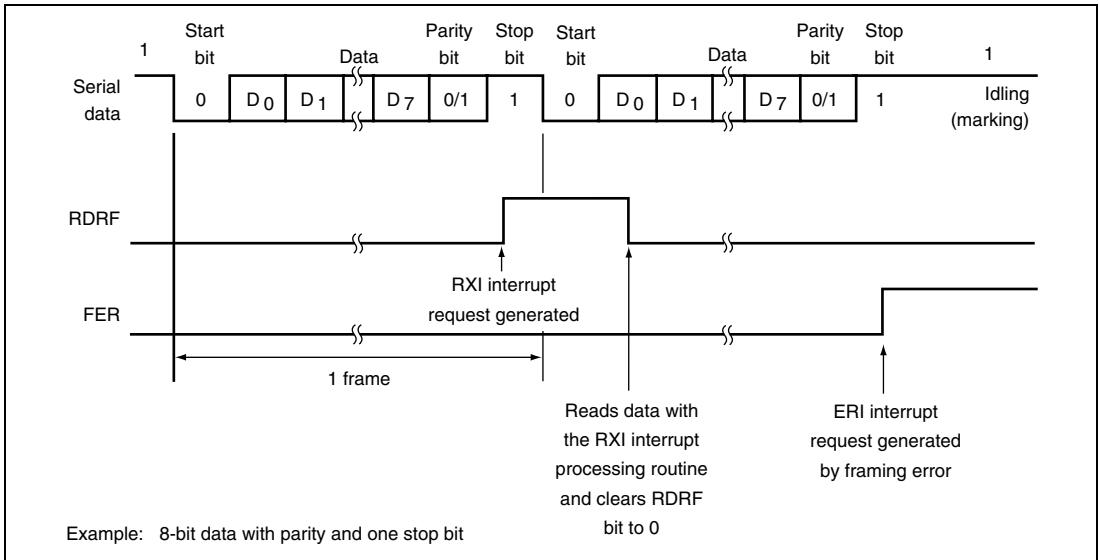 1
Start bit
Data
Parity bit
Stop bit
Start bit
Data
Parity bit
Stop bit
1
Serial data
0
D0
D1
D7
0/1
1
0
D0
D1
D7
0/1
1
Idling
(marking)
RDRF
RXI interrupt
request generated
FER
1 frame
Reads data with
the RXI interrupt
processing routine
and clears RDRF
bit to 0
ERI interrupt
request generated
by framing error
Example: 8-bit data with parity and one stop bit